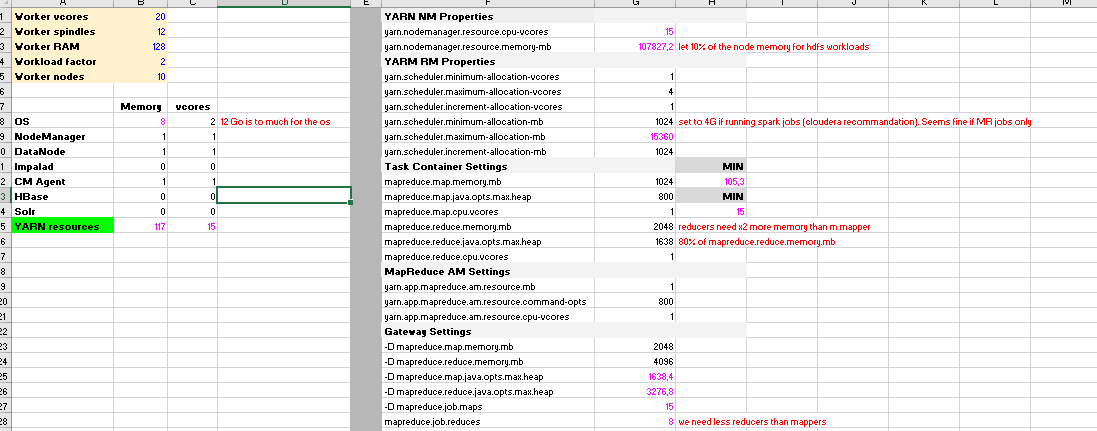 A B C D E F G H I J K L M
1 Worker vcores 20 YARN NM Properties
2 Worker spindles 12 yarn.nodemanager.resource.cpu-vcores 15
3 Worker RAM 128 yarn.nodemanager.resource.memory-mb 107827,2 let 10% of the node memory for hdfs workloads
4 Workload factor 2 YARM RM Properties
5 Worker nodes 10 yarn.scheduler.minimum-allocation-vcores 1
6 yarn.scheduler.maximum-allocation-vcores 4
7 Memory vcores yarn.scheduler.increment-allocation-vcores 1
8 OS 8 2 12 Go is to much for the os yarn.scheduler.minimum-allocation-mb 1024 set to 4G if running spark jobs (cloudera recommandation). Seems fine if MR jobs only
9 NodeManager 1 1 yarn.scheduler.maximum-allocation-mb 15360
0 DataNode 1 1 yarn.scheduler.increment-allocation-mb 1024
1 Impalad 0 0 Task Container Settings MIN
2 CM Agent 1 1 mapreduce.map.memory.mb 1024 105,3
3 HBase 0 0 mapreduce.map.java.opts.max.heap 800 MIN
4 Solr 0 0 mapreduce.map.cpu.vcores 1 15
5 YARN resources 117 15 mapreduce.reduce.memory.mb 2048 reducers need x2 more memory than m mapper
6 mapreduce.reduce.java.opts.max.heap 1638 80% of mapreduce.reduce.memory.mb
7 mapreduce.reduce.cpu.vcores 1
8 MapReduce AM Settings
9 yarn.app.mapreduce.am.resource.mb 1
20 yarn.app.mapreduce.am.resource.command-opts 800
21 yarn.app.mapreduce.am.resource.cpu-vcores 1
22 Gateway Settings
23 -D mapreduce.map.memory.mb 2048
24 -D mapreduce.reduce.memory.mb 4096
25 -D mapreduce.map.java.opts.max.heap 1638,4
26 -D mapreduce.reduce.java.opts.max.heap 3276,8
27 -D mapreduce.job.maps 15
28 mapreduce.job.reduces 8 we need less reducers than mappers